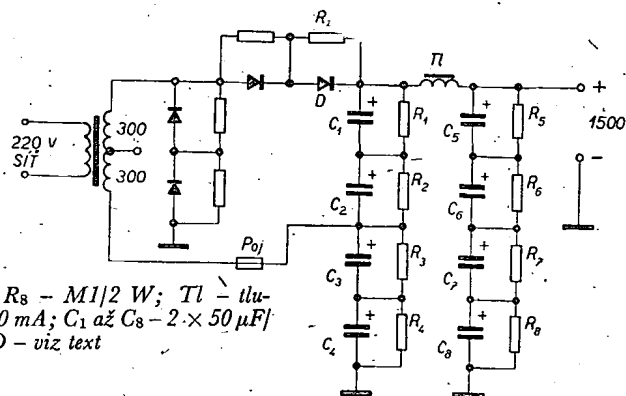 R₁
Tl
D
+
+
+
1500
−
220 V
SÍŤ
300
300
C₁
R₁
C₅
R₅
+
+
C₂
R₂
C₆
R₆
Poj
+
+
C₃
R₃
C₇
R₇
+
+
C₄
R₄
C₈
R₈
R₈ – M1/2 W; Tl – tlu-
0 mA; C₁ až C₈ – 2 × 50 µF/
D – viz text